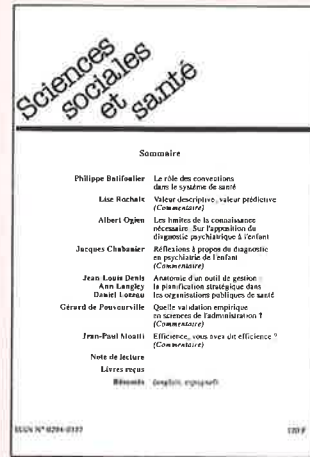 Sciences
sociales
et santé
Sommaire
Philippe Batifoulier Le rôle des conventions
dans le système de santé
Lise Rochaix Valeur descriptive, valeur prédictive
(Commentaire)
Albert Ogien Les limites de la connaissance
nécessaire. Sur l'apposition du
diagnostic psychiatrique à l'enfant
Jacques Chabanier Réflexions à propos du diagnostic
en psychiatrie de l'enfant
(Commentaire)
Jean-Louis Denis Anatomie d'un outil de gestion :
Ann Langley la planification stratégique dans
Daniel Lozeau les organisations publiques de santé
Gérard de Pouvourville Quelle validation empirique
en sciences de l'administration ?
(Commentaire)
Jean-Paul Moatti Efficience, vous avez dit efficience ?
(Commentaire)
Note de lecture
Livres reçus
Résumés (anglais, espagnol)
ISSN N° 0294-0337